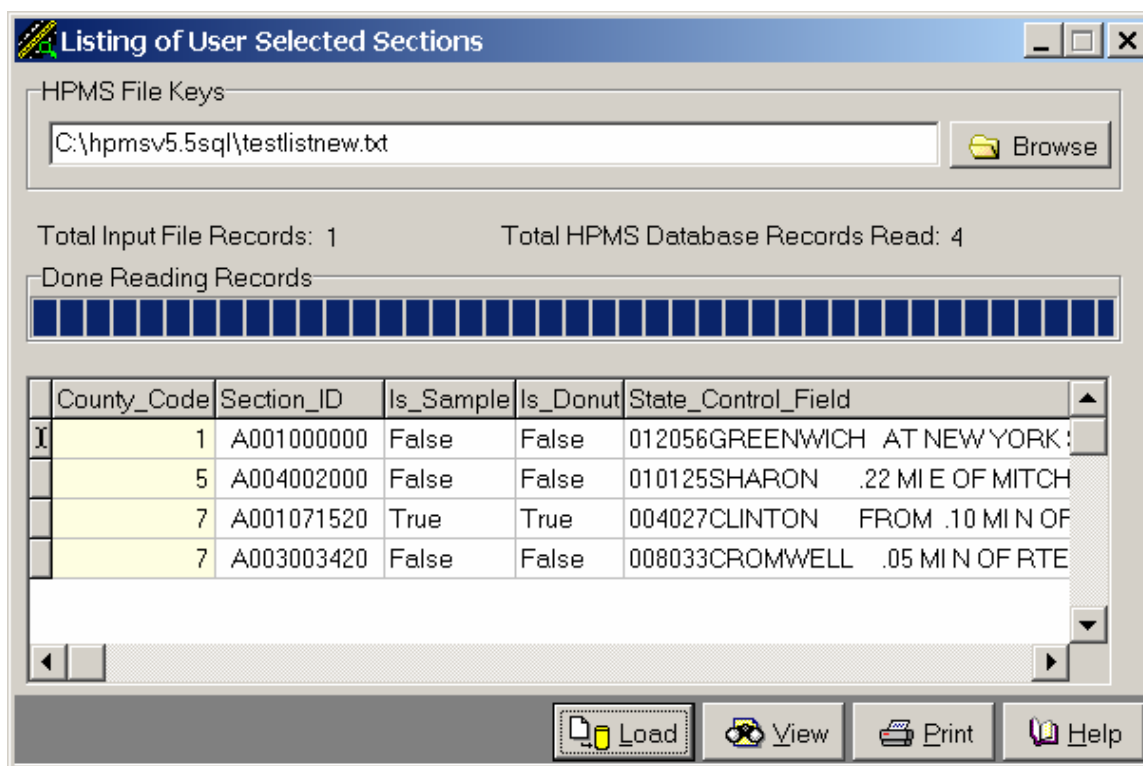 Listing of User Selected Sections
HPMS File Keys
C:\hpmsv5.5sql\testlistnew.txt Browse
Total Input File Records: 1 Total HPMS Database Records Read: 4
Done Reading Records
County_Code Section_ID Is_Sample Is_Donut State_Control_Field
1 A001000000 False False 012056GREENWICH AT NEW YORK
5 A004002000 False False 010125SHARON .22 MI E OF MITCH
7 A001071520 True True 004027CLINTON FROM .10 MI N OF
7 A003003420 False False 008033CROMWELL .05 MI N OF RTE
Load View Print Help